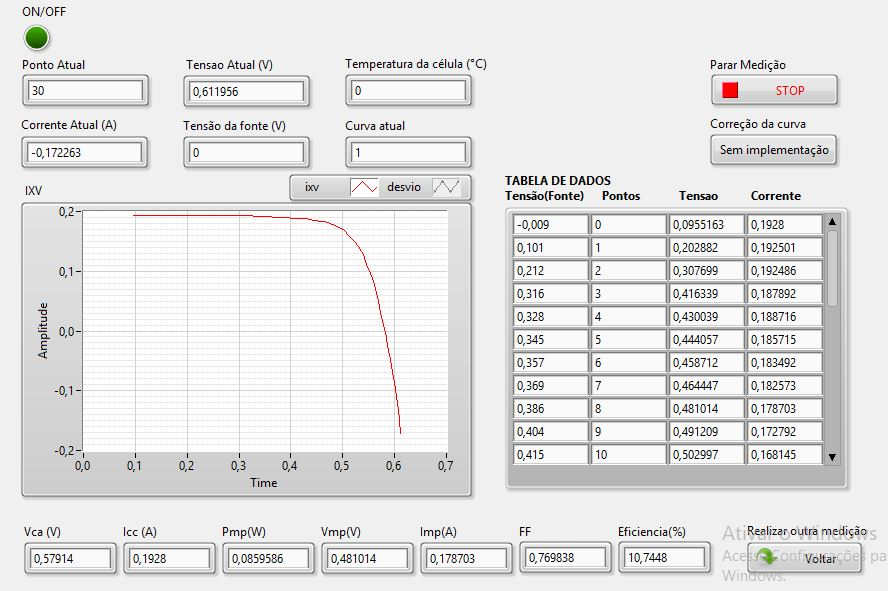 ON/OFF
Ponto Atual
30
Tensao Atual (V)
0,611956
Temperatura da célula (°C)
0
Parar Medição
STOP
Corrente Atual (A)
-0,172263
Tensão da fonte (V)
0
Curva atual
1
Correção da curva
Sem implementação
IXV
ixv desvio
0,2
0,1
0,0
-0,1
-0,2
Amplitude
0,0 0,1 0,2 0,3 0,4 0,5 0,6 0,7
Time
TABELA DE DADOS
Tensão(Fonte) Pontos Tensao Corrente
-0,009 0 0,0955163 0,1928
0,101 1 0,202882 0,192501
0,212 2 0,307699 0,192486
0,316 3 0,416339 0,187892
0,328 4 0,430039 0,188716
0,345 5 0,444057 0,185715
0,357 6 0,458712 0,183492
0,369 7 0,464447 0,182573
0,386 8 0,481014 0,178703
0,404 9 0,491209 0,172792
0,415 10 0,502997 0,168145
Vca (V) Icc (A) Pmp(W) Vmp(V) Imp(A) FF Eficiencia(%)
0,57914 0,1928 0,0859586 0,481014 0,178703 0,769838 10,7448
Realizar outra medição
Voltar
Ativar o Windows
Acesse Configurações pa
Windows.